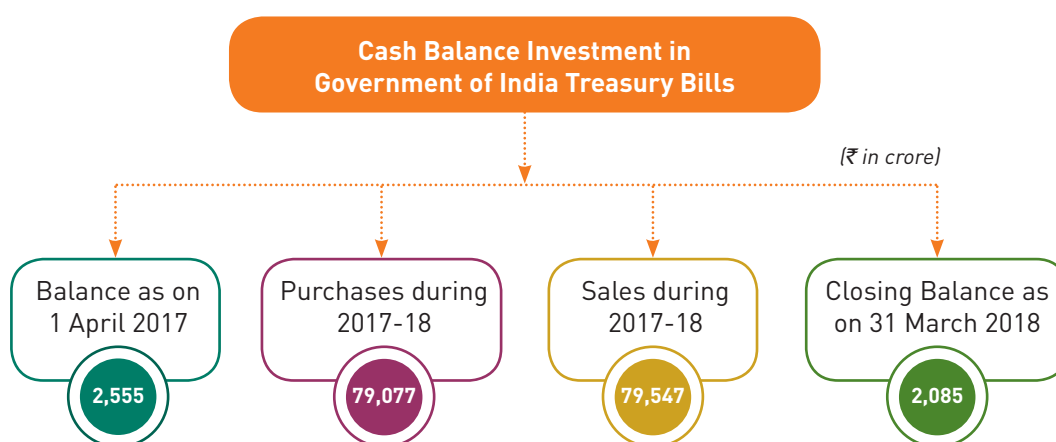 Cash Balance Investment in
Government of India Treasury Bills
(₹ in crore)
Balance as on
1 April 2017
2,555
Purchases during
2017-18
79,077
Sales during
2017-18
79,547
Closing Balance as
on 31 March 2018
2,085